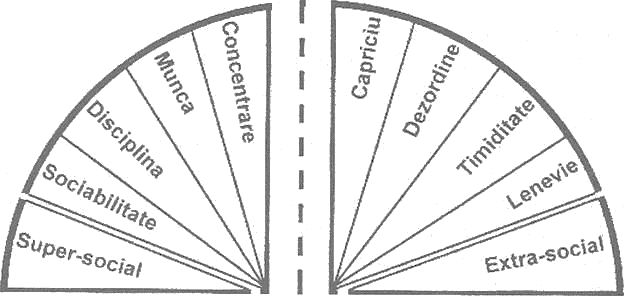 Concentrare
Munca
Disciplina
Sociabilitate
Super-social
Capriciu
Dezordine
Timiditate
Lenevie
Extra-social